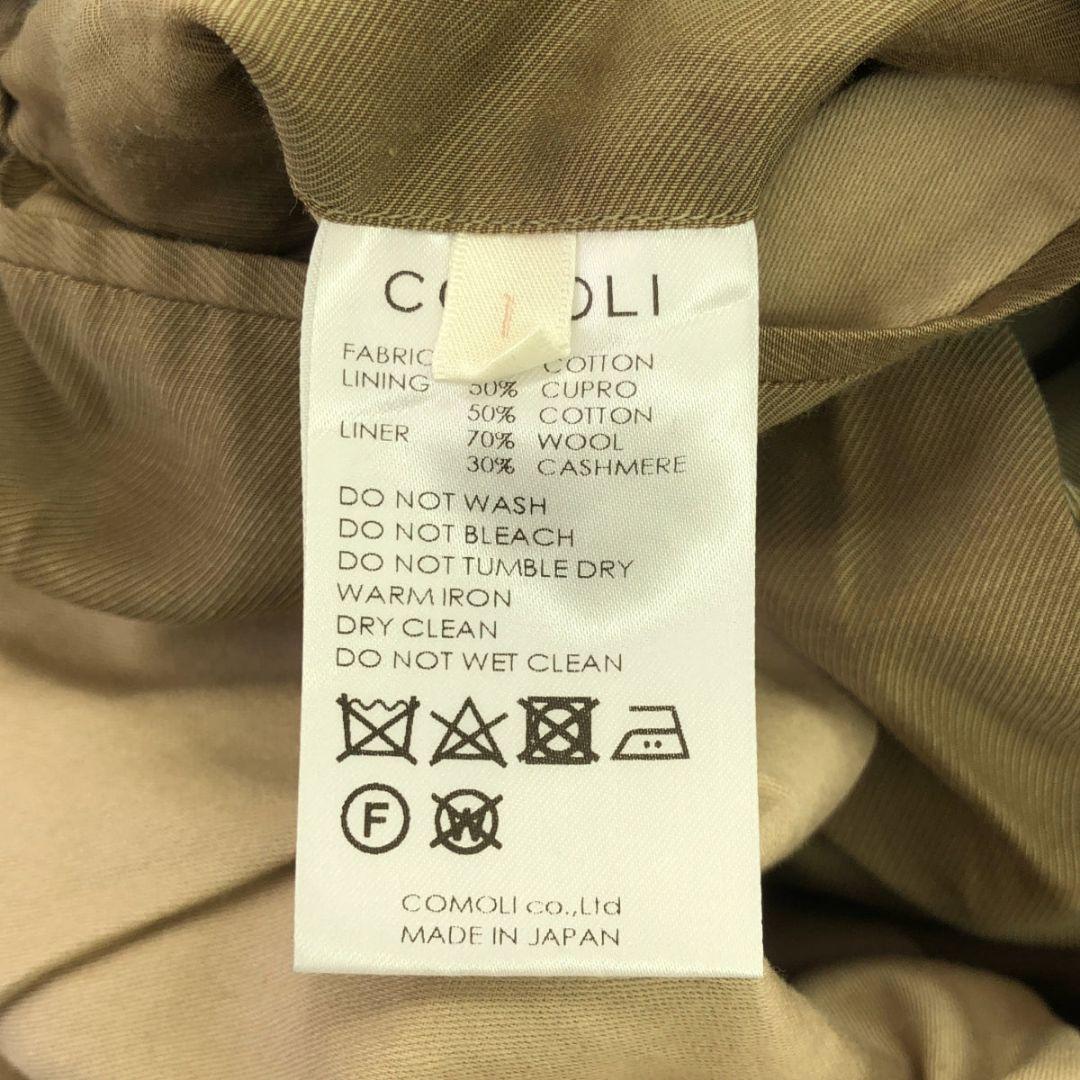 COLI
FABRIC COTTON
LINING 50% CUPRO
50% COTTON
LINER 70% WOOL
30% CASHMERE
DO NOT WASH
DO NOT BLEACH
DO NOT TUMBLE DRY
WARM IRON
DRY CLEAN
DO NOT WET CLEAN
F W
COMOLI co.,Ltd
MADE IN JAPAN